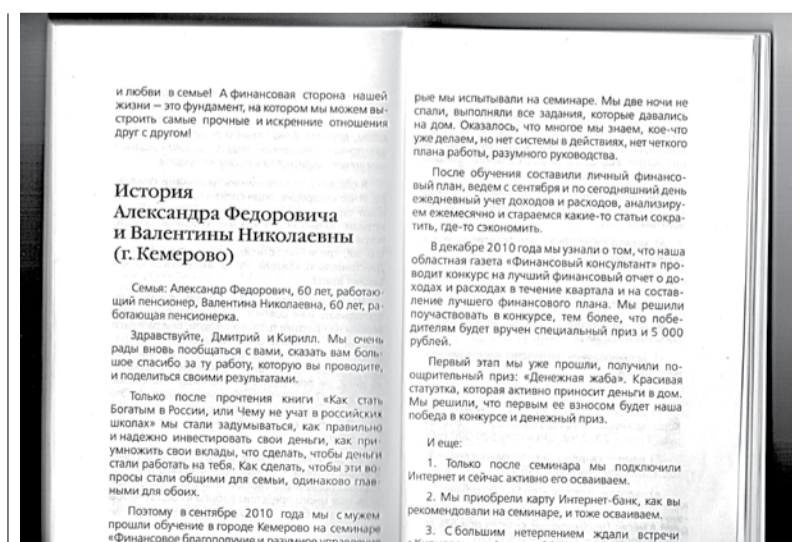 и любви в семье! А финансовая сторона нашей
жизни — это фундамент, на котором мы можем вы-
строить самые прочные и искренние отношения
друг с другом!
История
Александра Федоровича
и Валентины Николаевны
(г. Кемерово)
Семья: Александр Федорович, 60 лет, работаю-
щий пенсионер, Валентина Николаевна, 60 лет, ра-
ботающая пенсионерка.
Здравствуйте, Дмитрий и Кирилл. Мы очень
рады вновь пообщаться с вами, сказать вам боль-
шое спасибо за ту работу, которую вы проводите,
и поделиться своими результатами.
Только после прочтения книги «Как стать
Богатым в России, или Чему не учат в российских
школах» мы стали задумываться, как правильно
и надежно инвестировать свои деньги, как при-
умножить свои вклады, что сделать, чтобы деньги
стали работать на тебя. Как сделать, чтобы эти во-
просы стали общими для семьи, одинаково глав-
ными для обоих.
Поэтому в сентябре 2010 года мы с мужем
прошли обучение в городе Кемерово на семинаре
«Финансовое благополучие и разумное управление
рые мы испытывали на семинаре. Мы две ночи не
спали, выполняли все задания, которые давались
на дом. Оказалось, что многое мы знаем, кое-что
уже делаем, но нет системы в действиях, нет четкого
плана работы, разумного руководства.
После обучения составили личный финансо-
вый план, ведем с сентября и по сегодняшний день
ежедневный учет доходов и расходов, анализиру-
ем ежемесячно и стараемся какие-то статьи сокра-
тить, где-то сэкономить.
В декабре 2010 года мы узнали о том, что наша
областная газета «Финансовый консультант» про-
водит конкурс на лучший финансовый отчет о до-
ходах и расходах в течение квартала и на состав-
ление лучшего финансового плана. Мы решили
поучаствовать в конкурсе, тем более, что побе-
дителям будет вручен специальный приз и 5 000
рублей.
Первый этап мы уже прошли, получили по-
ощрительный приз: «Денежная жаба». Красивая
статуэтка, которая активно приносит деньги в дом.
Мы решили, что первым ее взносом будет наша
победа в конкурсе и денежный приз.
И еще:
1. Только после семинара мы подключили
Интернет и сейчас активно его осваиваем.
2. Мы приобрели карту Интернет-банк, как вы
рекомендовали на семинаре, и тоже осваиваем.
3. С большим нетерпением ждали встречи